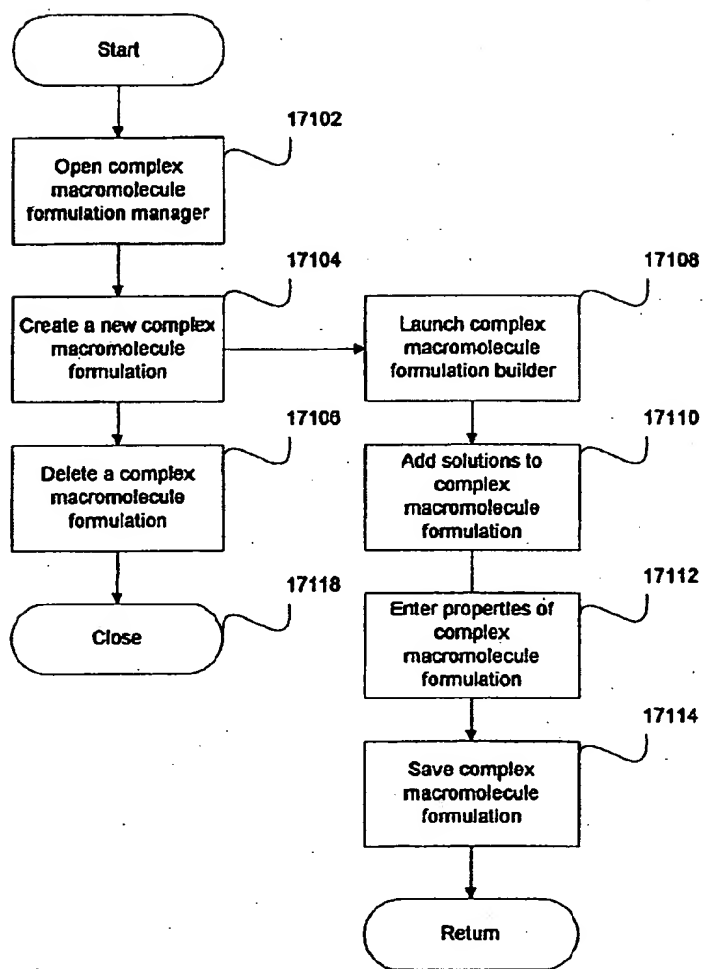 Start
17102
Open complex
macromolecule
formulation manager
17104
Create a new complex
macromolecule
formulation
17106
Delete a complex
macromolecule
formulation
17118
Close
17108
Launch complex
macromolecule
formulation builder
17110
Add solutions to
complex
macromolecule
formulation
17112
Enter properties of
complex
macromolecule
formulation
17114
Save complex
macromolecule
formulation
Return